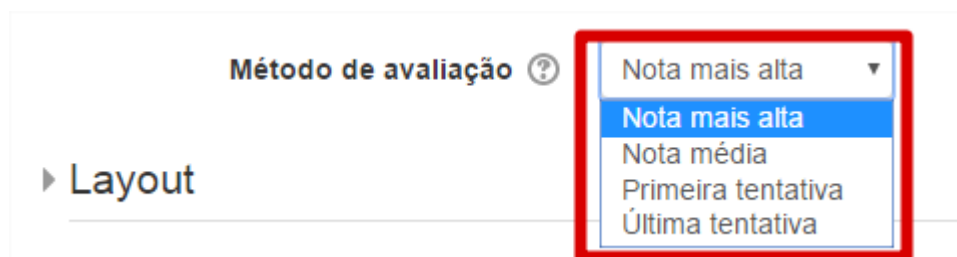 Método de avaliação ? Nota mais alta
Nota mais alta
Nota média
Primeira tentativa
Última tentativa
Layout